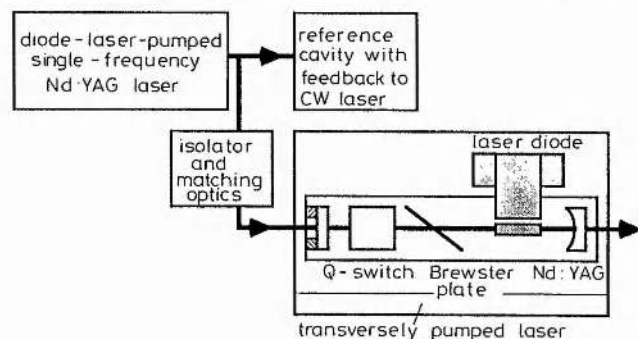 diode-laser-pumped
single-frequency
Nd:YAG laser
reference
cavity with
feedback to
CW laser
isolator
and
matching
optics
laser diode
Q-switch Brewster Nd:YAG
plate
transversely pumped laser